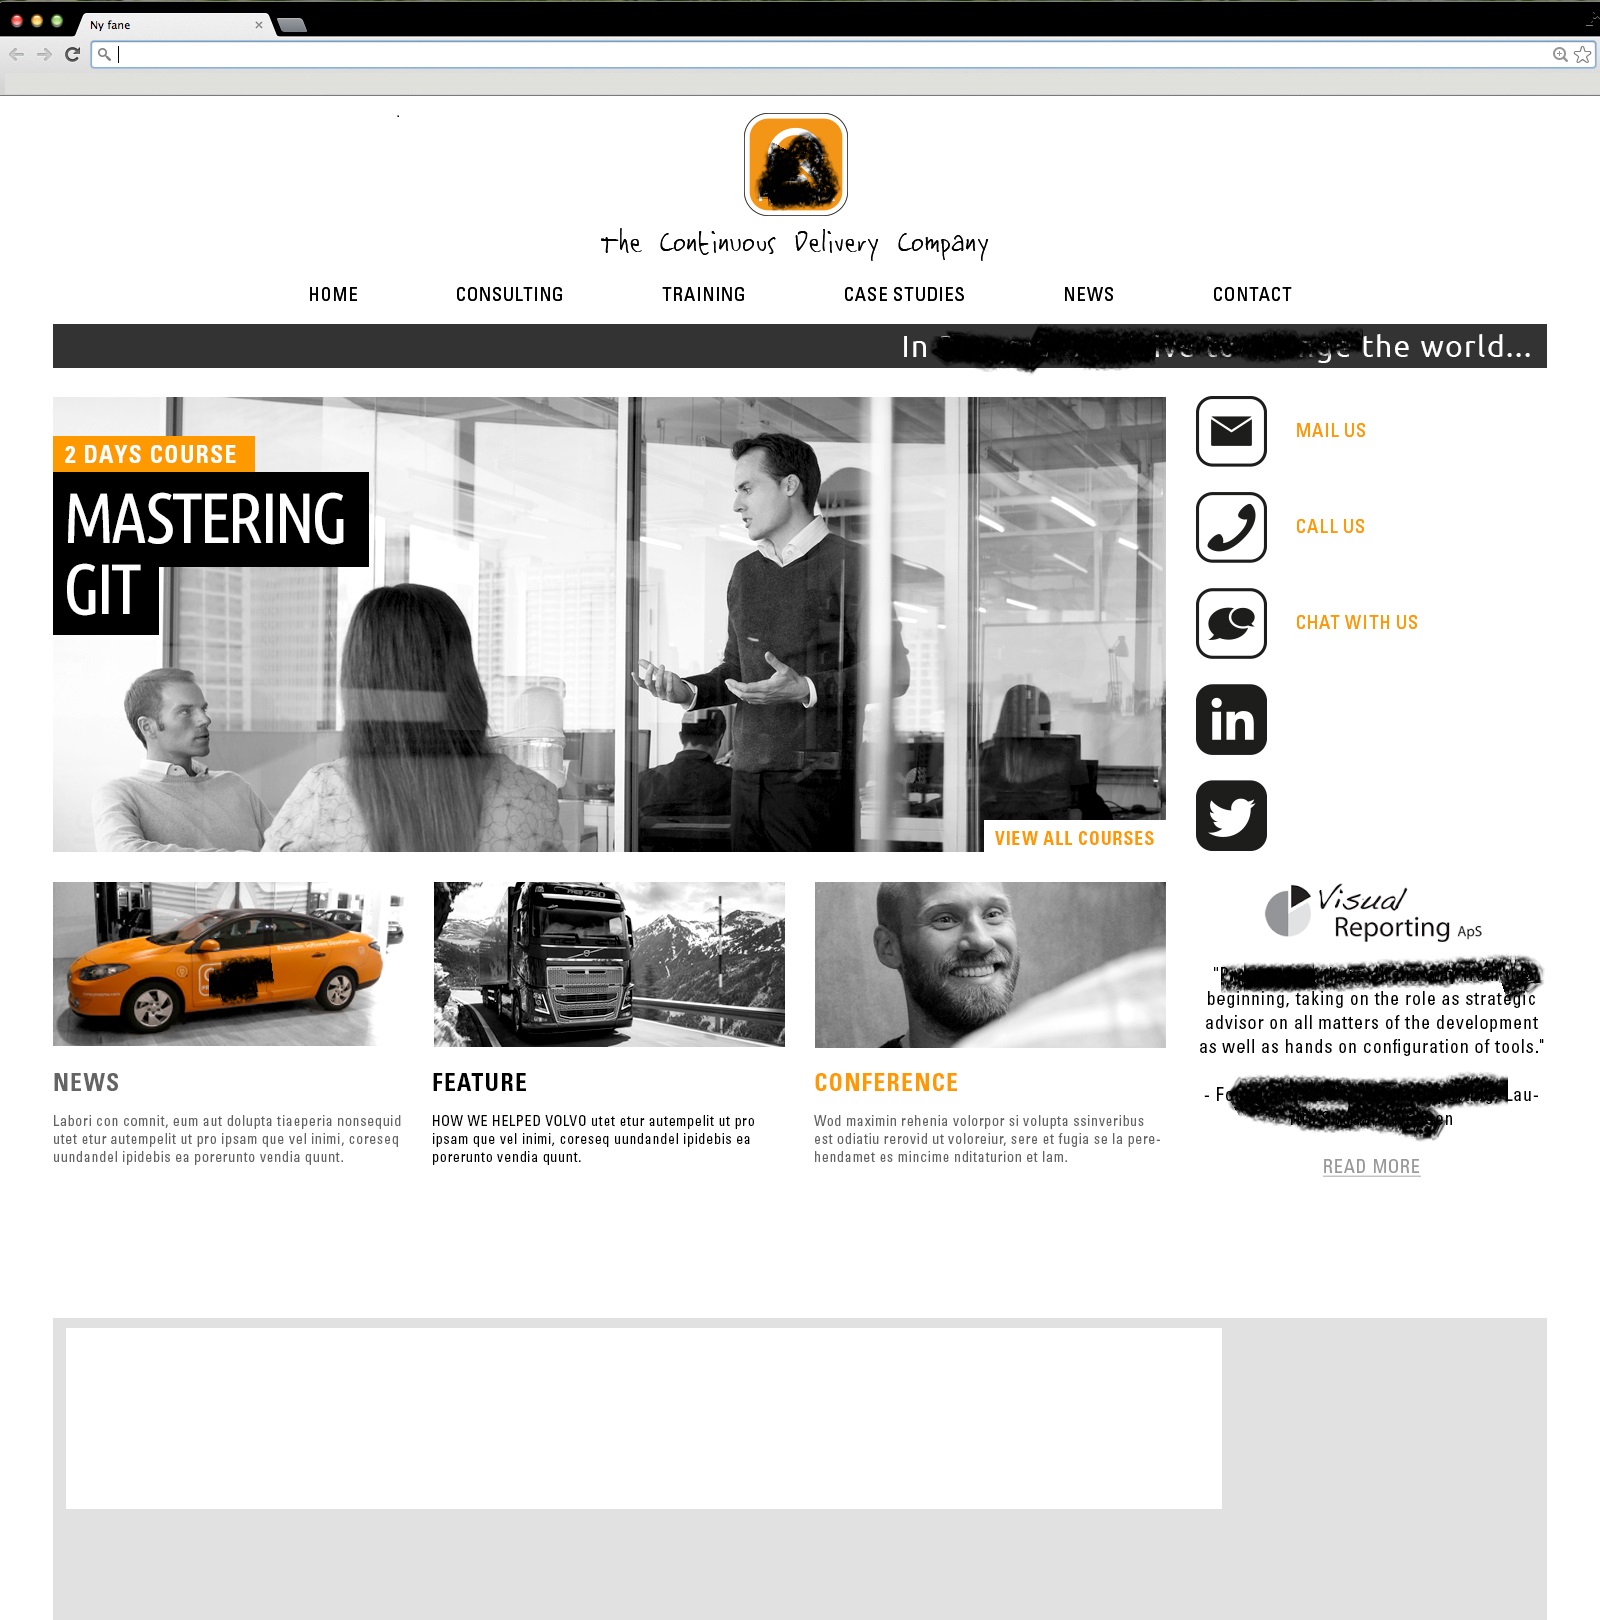 Ny fane
The Continuous Delivery Company
HOME CONSULTING TRAINING CASE STUDIES NEWS CONTACT
In the world...
2 DAYS COURSE
MASTERING
GIT
VIEW ALL COURSES
MAIL US
CALL US
CHAT WITH US
in
750
Pragmatic Software Development
NEWS
Labori con comnit, eum aut dolupta tiaeperia nonsequid
utet etur autempelit ut pro ipsam que vel inimi, coreseq
uundandel ipidebis ea porerunto vendia quunt.
FEATURE
HOW WE HELPED VOLVO utet etur autempelit ut pro
ipsam que vel inimi, coreseq uundandel ipidebis ea
porerunto vendia quunt.
CONFERENCE
Wod maximin rehenia volorpor si volupta ssinveribus
est odiatiu rerovid ut voloreiur, sere et fugia se la pere-
hendamet es mincime nditaturion et lam.
Visual
Reporting ApS
beginning, taking on the role as strategic
advisor on all matters of the development
as well as hands on configuration of tools."
Lau-
READ MORE